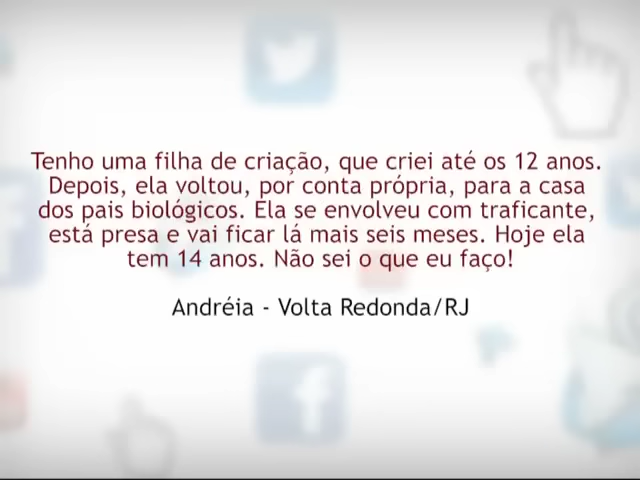 Tenho uma filha de criação, que criei até os 12 anos.
Depois, ela voltou, por conta própria, para a casa
dos pais biológicos. Ela se envolveu com traficante,
está presa e vai ficar lá mais seis meses. Hoje ela
tem 14 anos. Não sei o que eu faço!
Andréia - Volta Redonda/RJ